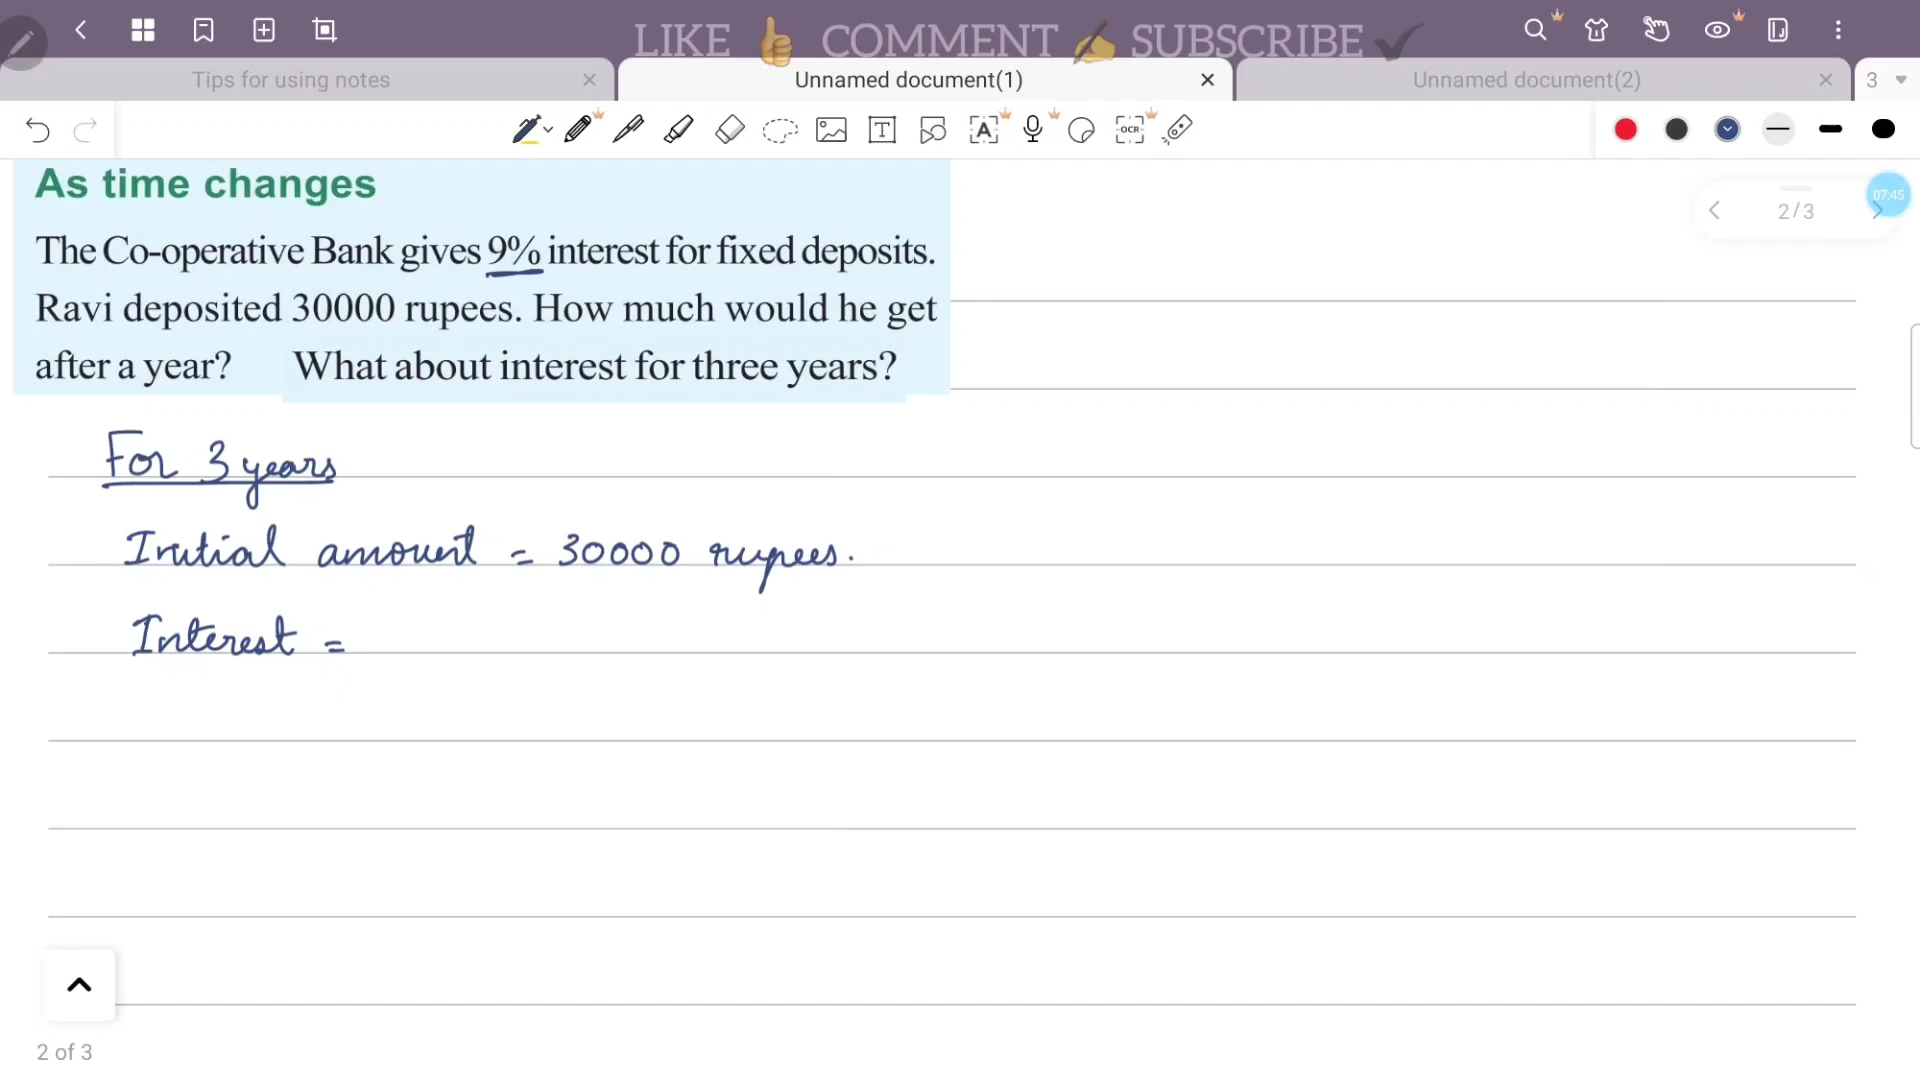 LIKE 👍 COMMENT ✍ SUBSCRIBE ✔
Tips for using notes
Unnamed document(1)
Unnamed document(2)
3
T
A
OCR
As time changes
07:45
2/3
The Co-operative Bank gives 9% interest for fixed deposits.
Ravi deposited 30000 rupees. How much would he get
after a year? What about interest for three years?
For 3 years
Initial amount = 30000 rupees.
Interest =
2 of 3